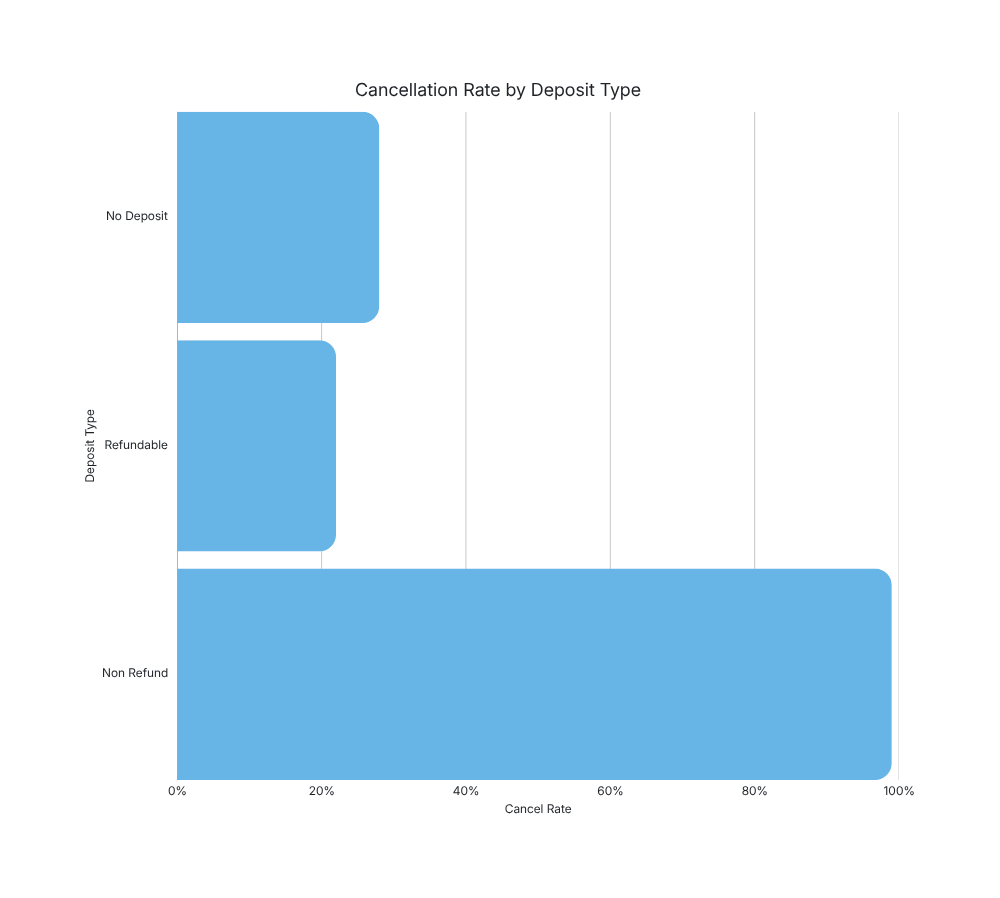 Cancellation Rate by Deposit Type
No Deposit
Refundable
Non Refund
Deposit Type
0% 20% 40% 60% 80% 100%
Cancel Rate